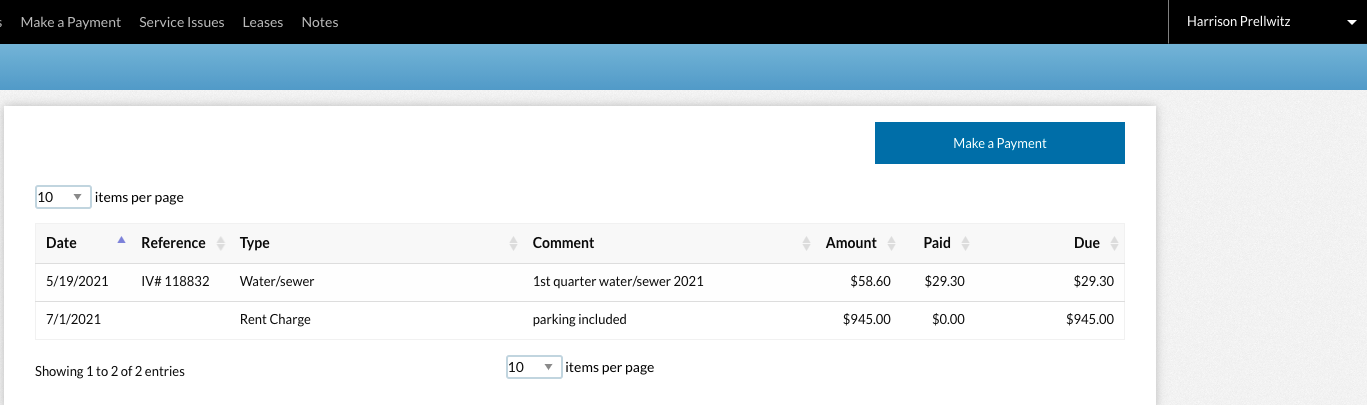 s Make a Payment Service Issues Leases Notes Harrison Prellwitz
Make a Payment
10 items per page
Date Reference Type Comment Amount Paid Due
5/19/2021 IV# 118832 Water/sewer 1st quarter water/sewer 2021 $58.60 $29.30 $29.30
7/1/2021 Rent Charge parking included $945.00 $0.00 $945.00
Showing 1 to 2 of 2 entries 10 items per page